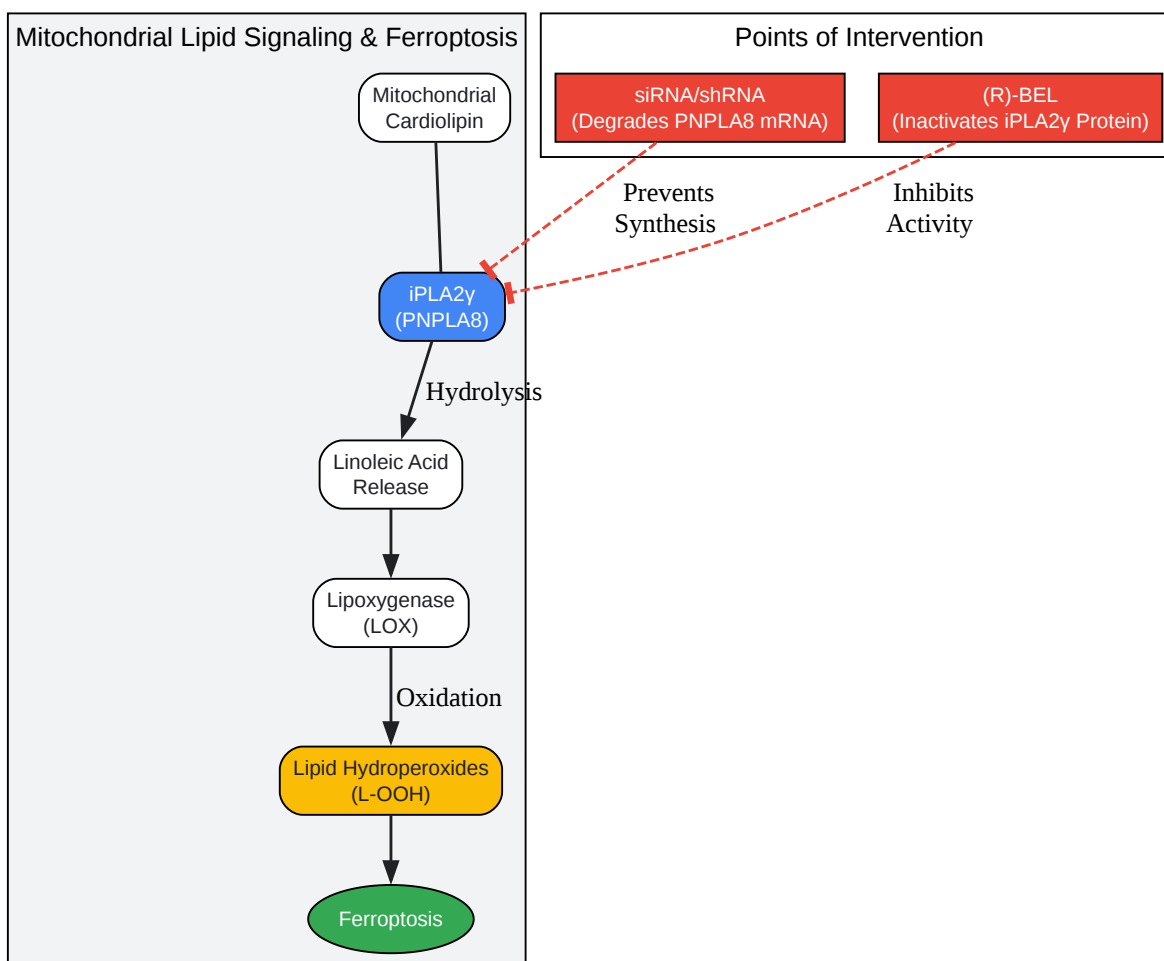 Mitochondrial Lipid Signaling & Ferroptosis
Mitochondrial
Cardiolipin
iPLA2γ
(PNPLA8)
Hydrolysis
Linoleic Acid
Release
Lipoxygenase
(LOX)
Oxidation
Lipid Hydroperoxides
(L-OOH)
Ferroptosis
Points of Intervention
siRNA/shRNA
(Degrades PNPLA8 mRNA)
(R)-BEL
(Inactivates iPLA2γ Protein)
Prevents
Synthesis
Inhibits
Activity